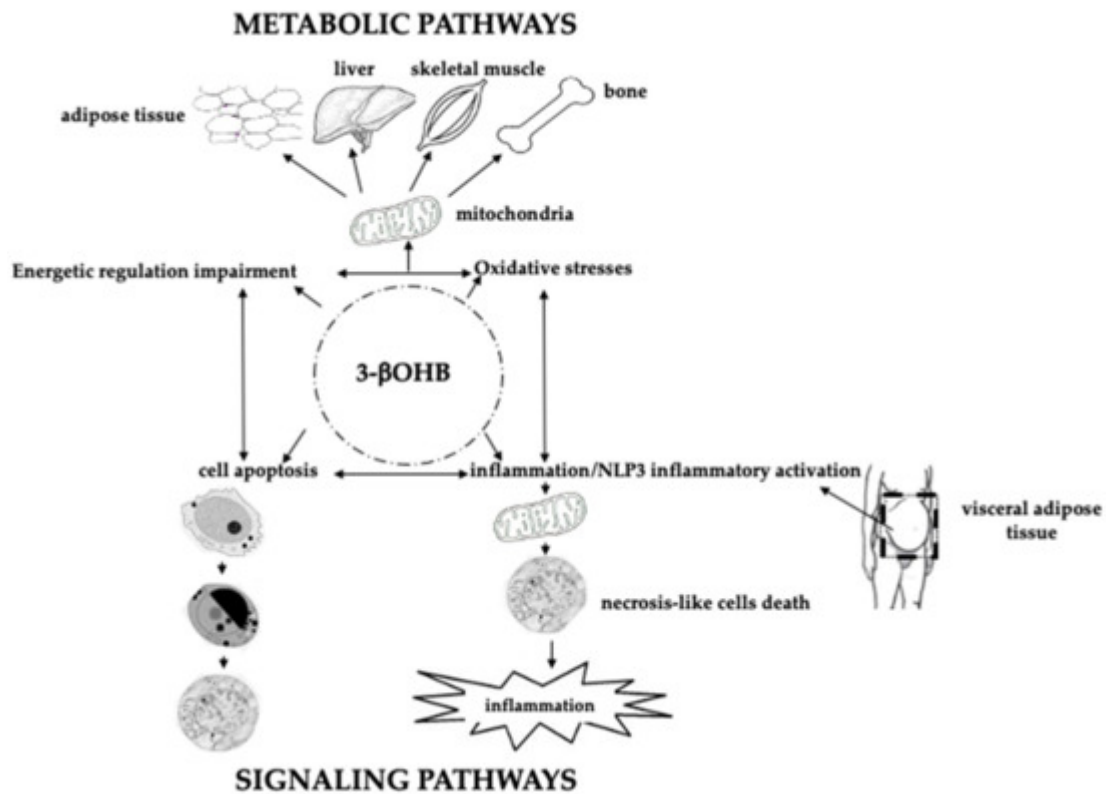 METABOLIC PATHWAYS
liver
skeletal muscle
bone
adipose tissue
mitochondria
Energetic regulation impairment
Oxidative stresses
3-βOHB
cell apoptosis
inflammation/NLP3 inflammatory activation
visceral adipose
tissue
necrosis-like cells death
inflammation
SIGNALING PATHWAYS